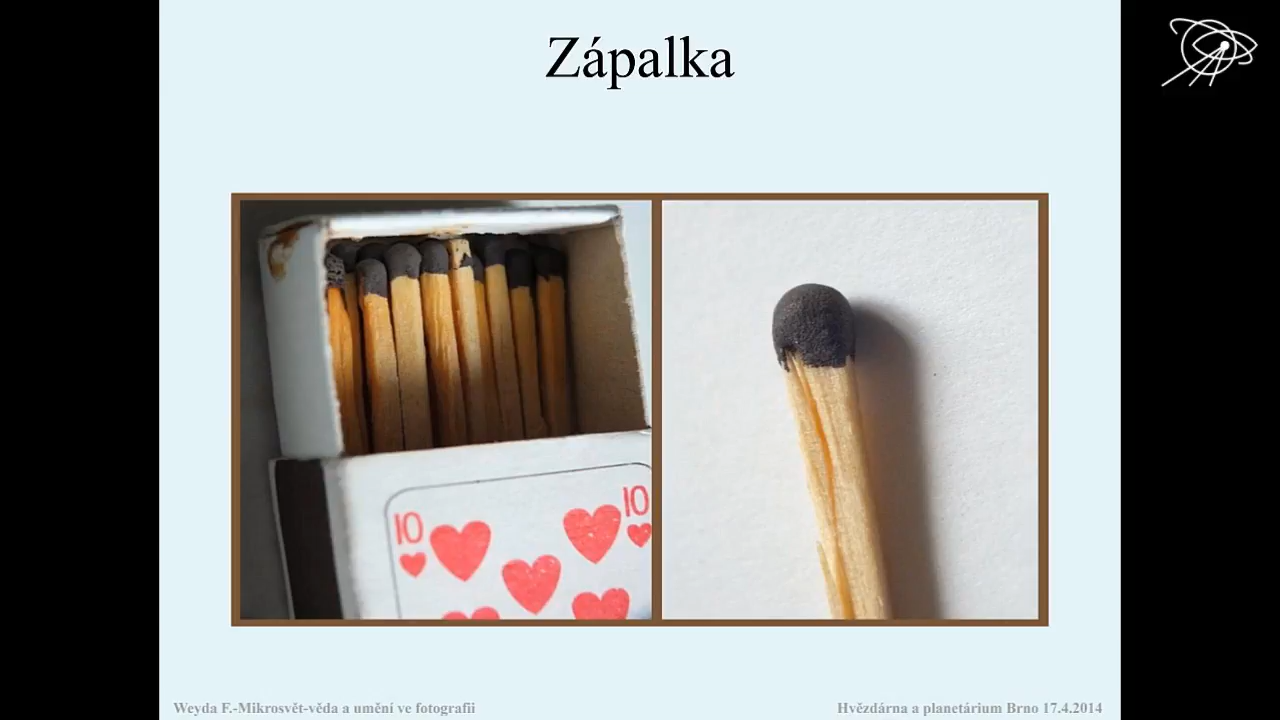 Zápalka
10
10
Weyda F.-Mikrosvět-věda a umění ve fotografii
Hvězdárna a planetárium Brno 17.4.2014